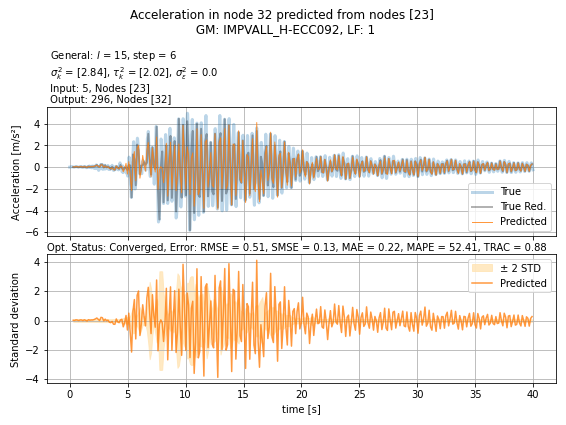 Acceleration in node 32 predicted from nodes [23]
GM: IMPVALL_H-ECC092, LF: 1
General: l = 15, step = 6
σ²ₖ = [2.84], τ²ₖ = [2.02], σ²ε = 0.0
Input: 5, Nodes [23]
Output: 296, Nodes [32]
Acceleration [m/s²]
4
2
0
−2
−4
−6
True
True Red.
Predicted
Opt. Status: Converged, Error: RMSE = 0.51, SMSE = 0.13, MAE = 0.22, MAPE = 52.41, TRAC = 0.88
Standard deviation
4
2
0
−2
−4
± 2 STD
Predicted
0 5 10 15 20 25 30 35 40
time [s]